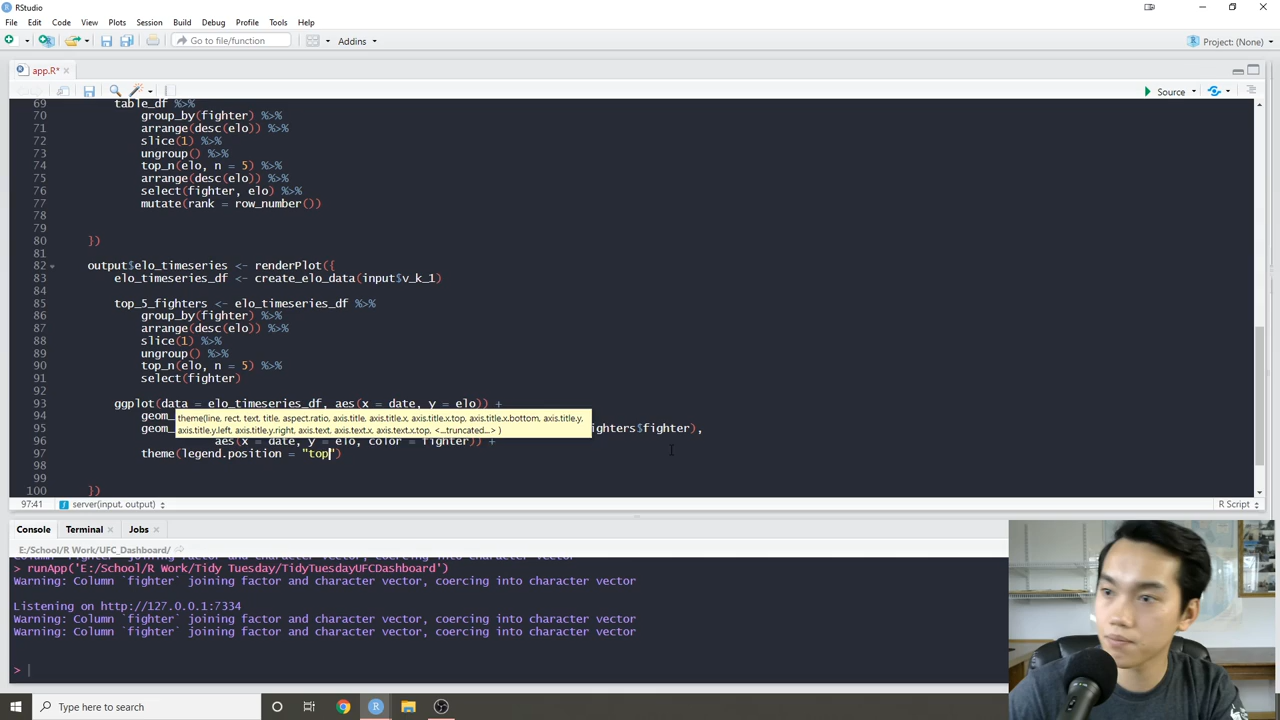 RStudio
File Edit Code View Plots Session Build Debug Profile Tools Help
Go to file/function Addins Project: (None)
app.R*
Source
69 table_df %>%
70 group_by(fighter) %>%
71 arrange(desc(elo)) %>%
72 slice(1) %>%
73 ungroup() %>%
74 top_n(elo, n = 5) %>%
75 arrange(desc(elo)) %>%
76 select(fighter, elo) %>%
77 mutate(rank = row_number())
78
79
80 })
81
82 output$elo_timeseries <- renderPlot({
83 elo_timeseries_df <- create_elo_data(input$v_k_1)
84
85 top_5_fighters <- elo_timeseries_df %>%
86 group_by(fighter) %>%
87 arrange(desc(elo)) %>%
88 slice(1) %>%
89 ungroup() %>%
90 top_n(elo, n = 5) %>%
91 select(fighter)
92
93 ggplot(data = elo_timeseries_df, aes(x = date, y = elo)) +
94 geom_ theme(line, rect, text, title, aspect.ratio, axis.title, axis.title.x, axis.title.x.top, axis.title.x.bottom, axis.title.y,
95 geom_ axis.title.y.left, axis.title.y.right, axis.text, axis.text.x, axis.text.x.top, <...truncated...> ) ighters$fighter),
96 aes(x = date, y = elo, color = fighter)) +
97 theme(legend.position = "top")
98
99
100 })
97:41 server(input, output) R Script
Console Terminal Jobs
E:/School/R Work/UFC_Dashboard/
Column `fighter` joining factor and character vector, coercing into character vector
> runApp('E:/School/R Work/Tidy Tuesday/TidyTuesdayUFCDashboard')
Warning: Column `fighter` joining factor and character vector, coercing into character vector
Listening on http://127.0.0.1:7334
Warning: Column `fighter` joining factor and character vector, coercing into character vector
Warning: Column `fighter` joining factor and character vector, coercing into character vector
>
Type here to search